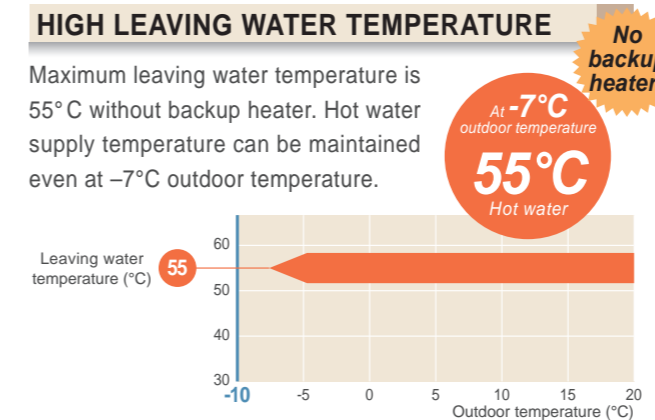 HIGH LEAVING WATER TEMPERATURE
No
backup
heater
Maximum leaving water temperature is
55°C without backup heater. Hot water
supply temperature can be maintained
even at –7°C outdoor temperature.
At -7°C
outdoor temperature
55°C
Hot water
Leaving water
temperature (°C)
55
60
50
40
30
-10 -5 0 5 10 15 20
Outdoor temperature (°C)